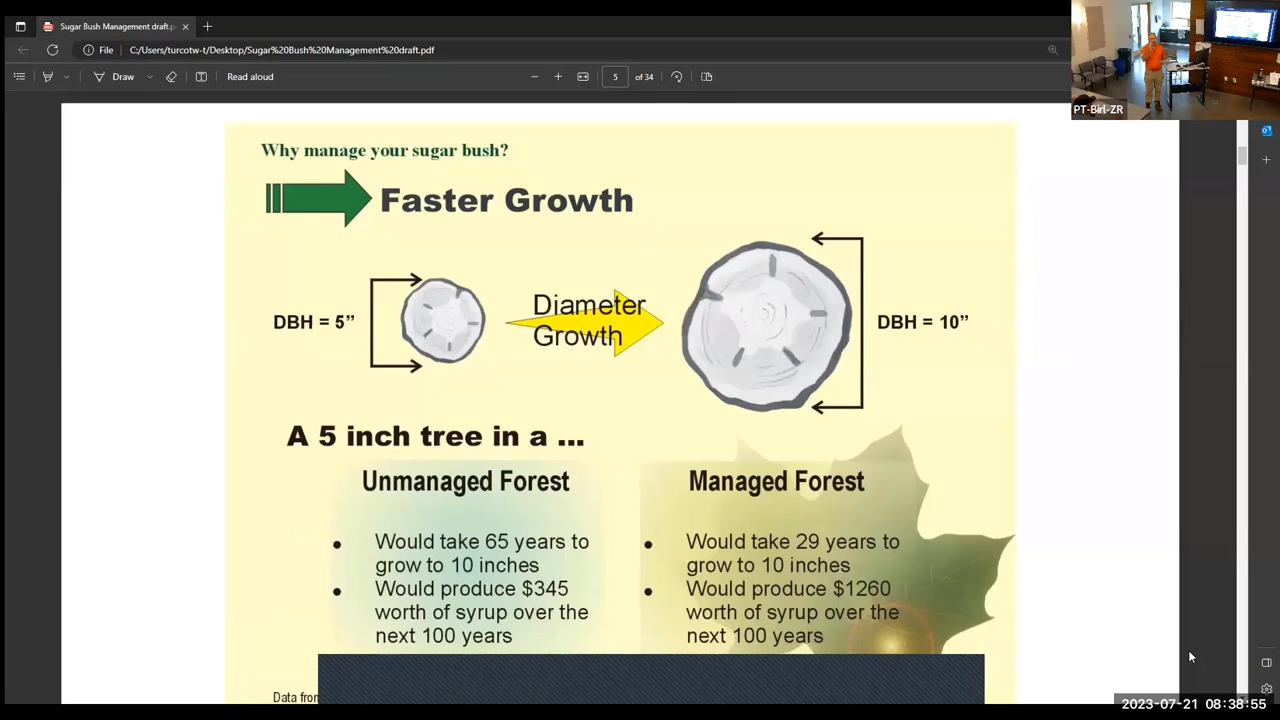 Sugar Bush Management draft.p
File
C:/Users/turcotw-t/Desktop/Sugar%20Bush%20Management%20draft.pdf
Draw
Read aloud
5
of 34
PT-Birl-ZR
Why manage your sugar bush?
Faster Growth
DBH = 5”
Diameter
Growth
DBH = 10”
A 5 inch tree in a ...
Unmanaged Forest
• Would take 65 years to
grow to 10 inches
• Would produce $345
worth of syrup over the
next 100 years
Managed Forest
• Would take 29 years to
grow to 10 inches
• Would produce $1260
worth of syrup over the
next 100 years
Data from
2023-07-21 08:38:55